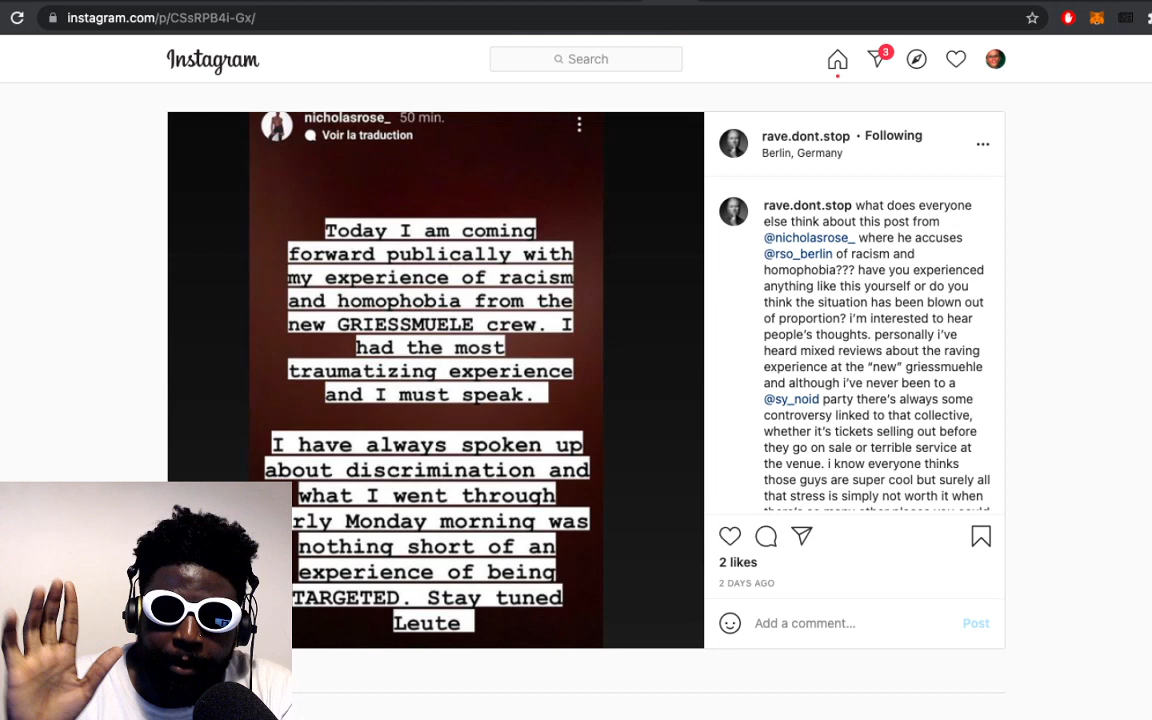 instagram.com/p/CSsRPB4i-Gx/
Instagram
Search
3
nicholasrose_ 50 min.
Voir la traduction
Today I am coming
forward publically with
my experience of racism
and homophobia from the
new GRIESSMUELE crew. I
had the most
traumatizing experience
and I must speak.
I have always spoken up
about discrimination and
what I went through
rly Monday morning was
nothing short of an
experience of being
TARGETED. Stay tuned
Leute
rave.dont.stop • Following
Berlin, Germany
rave.dont.stop what does everyone
else think about this post from
@nicholasrose_ where he accuses
@rso_berlin of racism and
homophobia??? have you experienced
anything like this yourself or do you
think the situation has been blown out
of proportion? i'm interested to hear
people's thoughts. personally i've
heard mixed reviews about the raving
experience at the “new” griessmuehle
and although i've never been to a
@sy_noid party there's always some
controversy linked to that collective,
whether it's tickets selling out before
they go on sale or terrible service at
the venue. i know everyone thinks
those guys are super cool but surely all
that stress is simply not worth it when
2 likes
2 DAYS AGO
Add a comment...
Post